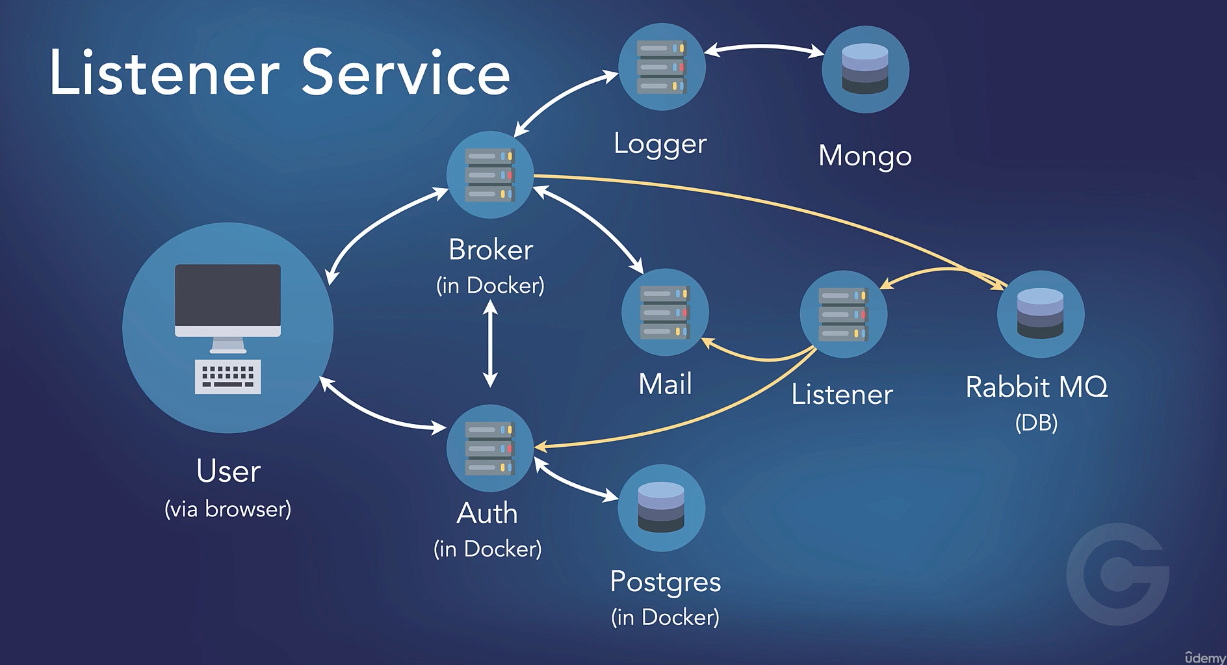 Listener Service
Logger
Mongo
Broker
(in Docker)
Mail
Listener
Rabbit MQ
(DB)
User
(via browser)
Auth
(in Docker)
Postgres
(in Docker)
G
udemy